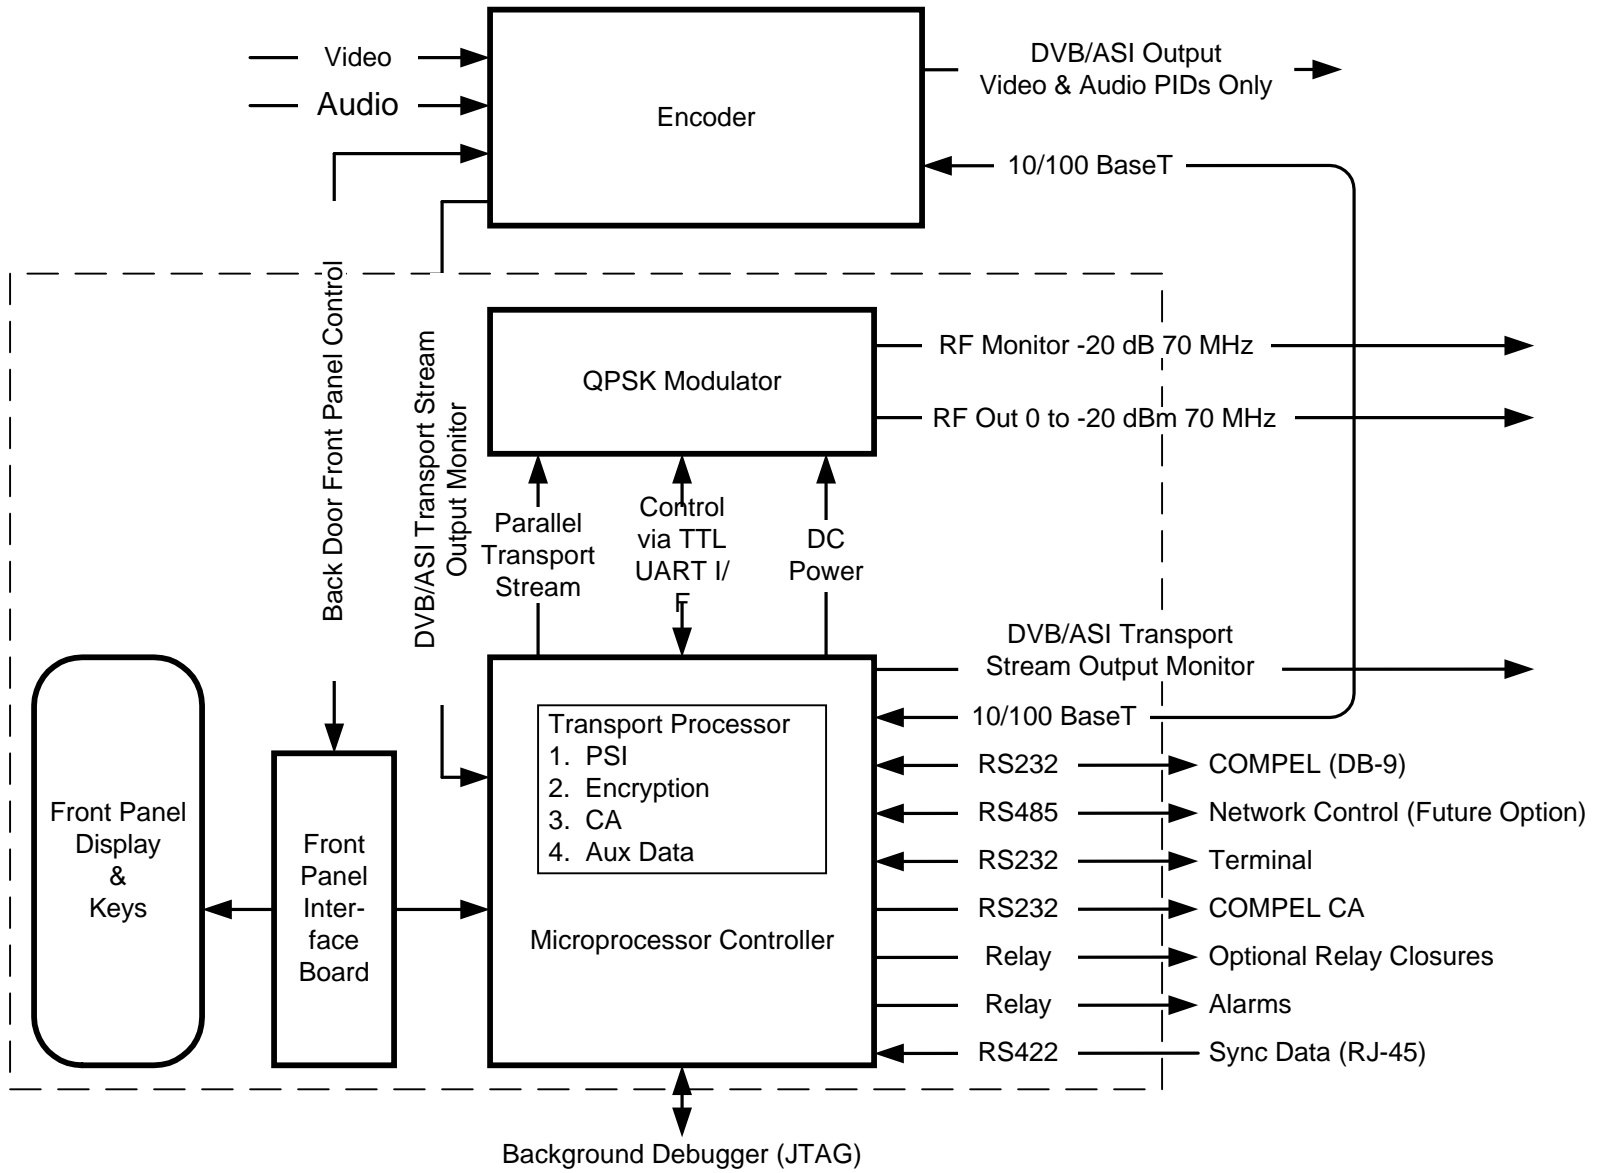 Video
Audio
Encoder
DVB/ASI Output
Video & Audio PIDs Only
10/100 BaseT
Back Door Front Panel Control
DVB/ASI Transport Stream
Output Monitor
QPSK Modulator
RF Monitor -20 dB 70 MHz
RF Out 0 to -20 dBm 70 MHz
Parallel
Transport
Stream
Control
via TTL
UART I/
F
DC
Power
DVB/ASI Transport
Stream Output Monitor
10/100 BaseT
Transport Processor
1. PSI
2. Encryption
3. CA
4. Aux Data
Microprocessor Controller
Front Panel
Display
&
Keys
Front
Panel
Inter-
face
Board
RS232 COMPEL (DB-9)
RS485 Network Control (Future Option)
RS232 Terminal
RS232 COMPEL CA
Relay Optional Relay Closures
Relay Alarms
RS422 Sync Data (RJ-45)
Background Debugger (JTAG)